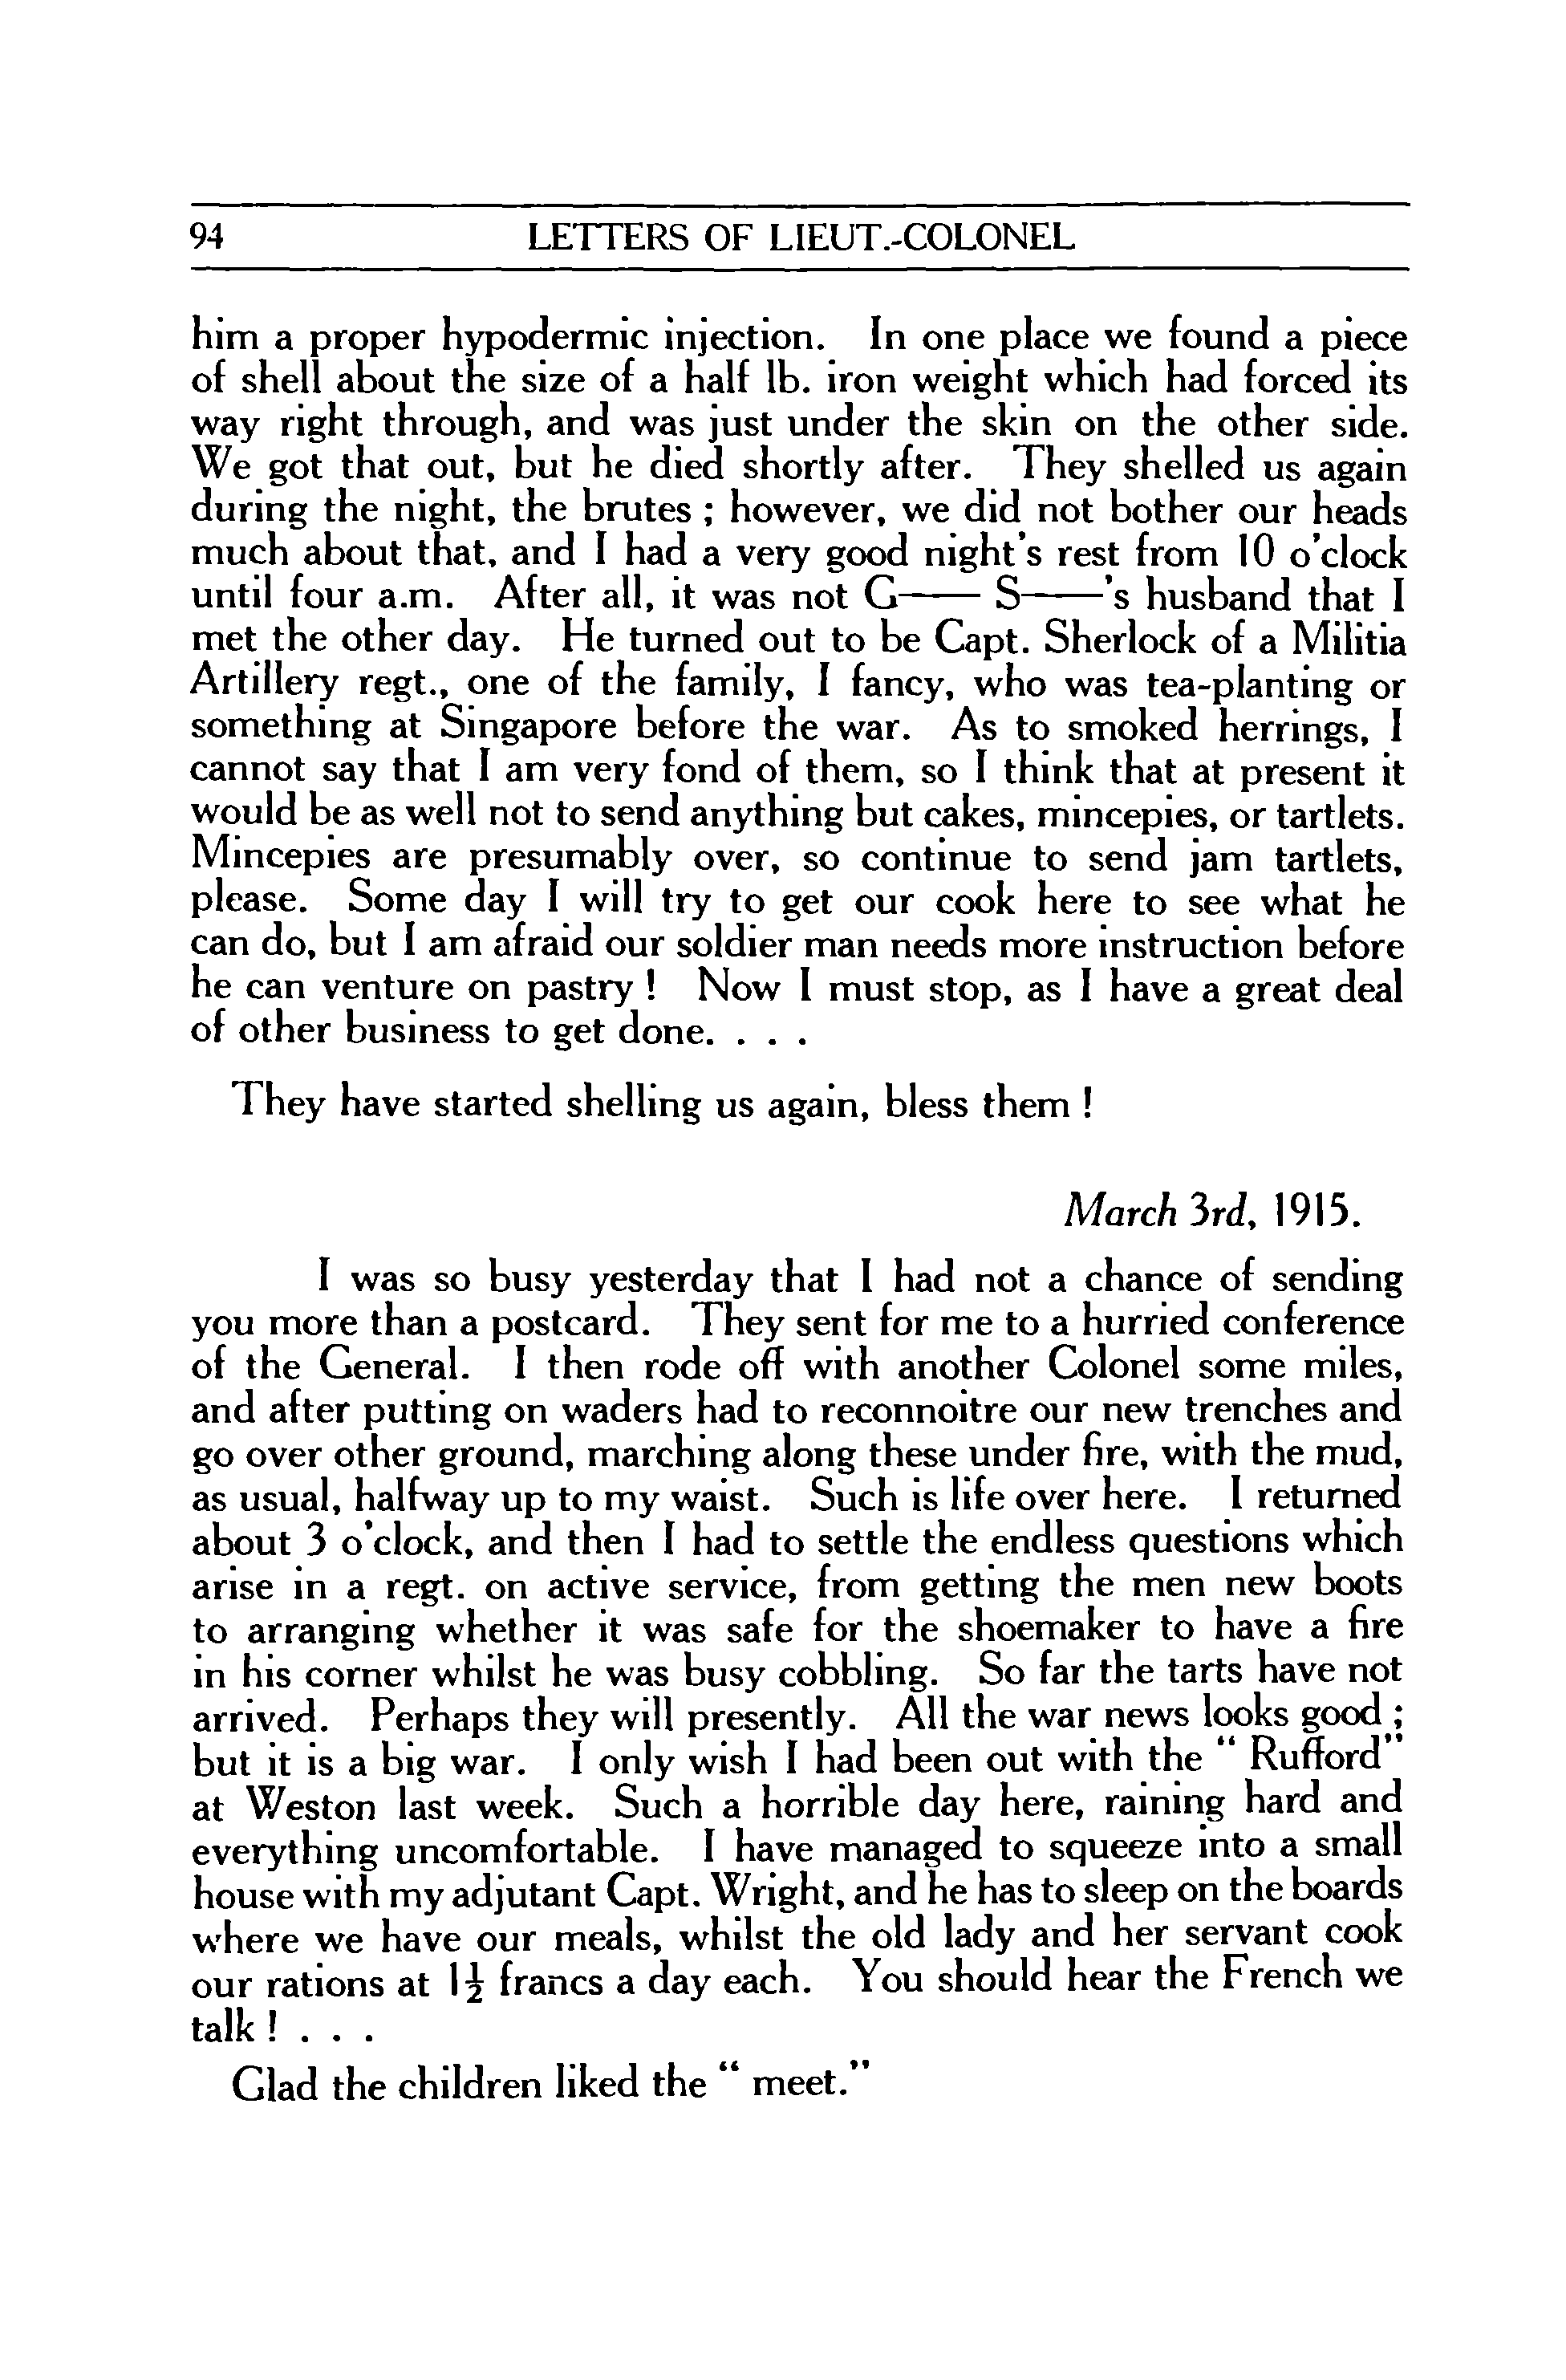 94 LETTERS OF LIEUT.-COLONEL
him a proper hypodermic injection. In one place we found a piece
of shell about the size of a half lb. iron weight which had forced its
way right through, and was just under the skin on the other side.
We got that out, but he died shortly after. They shelled us again
during the night, the brutes ; however, we did not bother our heads
much about that, and I had a very good night's rest from 10 o'clock
until four a.m. After all, it was not G—— S——'s husband that I
met the other day. He turned out to be Capt. Sherlock of a Militia
Artillery regt., one of the family, I fancy, who was tea-planting or
something at Singapore before the war. As to smoked herrings, I
cannot say that I am very fond of them, so I think that at present it
would be as well not to send anything but cakes, mincepies, or tartlets.
Mincepies are presumably over, so continue to send jam tartlets,
please. Some day I will try to get our cook here to see what he
can do, but I am afraid our soldier man needs more instruction before
he can venture on pastry ! Now I must stop, as I have a great deal
of other business to get done. . . .
They have started shelling us again, bless them !
March 3rd, 1915.
I was so busy yesterday that I had not a chance of sending
you more than a postcard. They sent for me to a hurried conference
of the General. I then rode off with another Colonel some miles,
and after putting on waders had to reconnoitre our new trenches and
go over other ground, marching along these under fire, with the mud,
as usual, halfway up to my waist. Such is life over here. I returned
about 3 o'clock, and then I had to settle the endless questions which
arise in a regt. on active service, from getting the men new boots
to arranging whether it was safe for the shoemaker to have a fire
in his corner whilst he was busy cobbling. So far the tarts have not
arrived. Perhaps they will presently. All the war news looks good ;
but it is a big war. I only wish I had been out with the “ Rufford”
at Weston last week. Such a horrible day here, raining hard and
everything uncomfortable. I have managed to squeeze into a small
house with my adjutant Capt. Wright, and he has to sleep on the boards
where we have our meals, whilst the old lady and her servant cook
our rations at 1½ francs a day each. You should hear the French we
talk ! . . .
Glad the children liked the “ meet.”